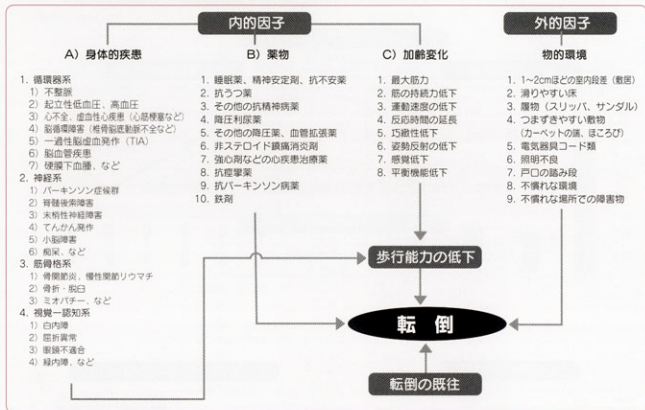 内的因子
外的因子
A) 身体的疾患
1. 循環器系
1) 不整脈
2) 起立性低血圧、高血圧
3) 心不全、虚血性心疾患(心筋梗塞など)
4) 脳循環障害(椎骨脳底動脈不全など)
5) 一過性脳虚血発作(TIA)
6) 脳血管疾患
7) 硬膜下血腫、など
2. 神経系
1) パーキンソン症候群
2) 脊髄後索障害
3) 末梢性神経障害
4) てんかん発作
5) 小脳障害
6) 痴呆、など
3. 筋骨格系
1) 骨関節炎、慢性関節リウマチ
2) 骨折・脱臼
3) ミオパチー、など
4. 視覚ー認知系
1) 白内障
2) 屈折異常
3) 眼鏡不適合
4) 緑内障、など
B) 薬物
1. 睡眠薬、精神安定剤、抗不安薬
2. 抗うつ薬
3. その他の抗精神病薬
4. 降圧利尿薬
5. その他の降圧薬、血管拡張薬
6. 非ステロイド鎮痛消炎剤
7. 強心剤などの心疾患治療薬
8. 抗痙攣薬
9. 抗パーキンソン病薬
10. 鉄剤
C) 加齢変化
1. 最大筋力
2. 筋の持続力低下
3. 運動速度の低下
4. 反応時間の延長
5. 巧緻性低下
6. 姿勢反射の低下
7. 感覚低下
8. 平衡機能低下
物的環境
1. 1〜2cmほどの室内段差(敷居)
2. 滑りやすい床
3. 履物(スリッパ、サンダル)
4. つまずきやすい敷物
(カーペットの端、ほころび)
5. 電気器具コード類
6. 照明不良
7. 戸口の踏み段
8. 不慣れな環境
9. 不慣れな場所での障害物
歩行能力の低下
転倒
転倒の既往